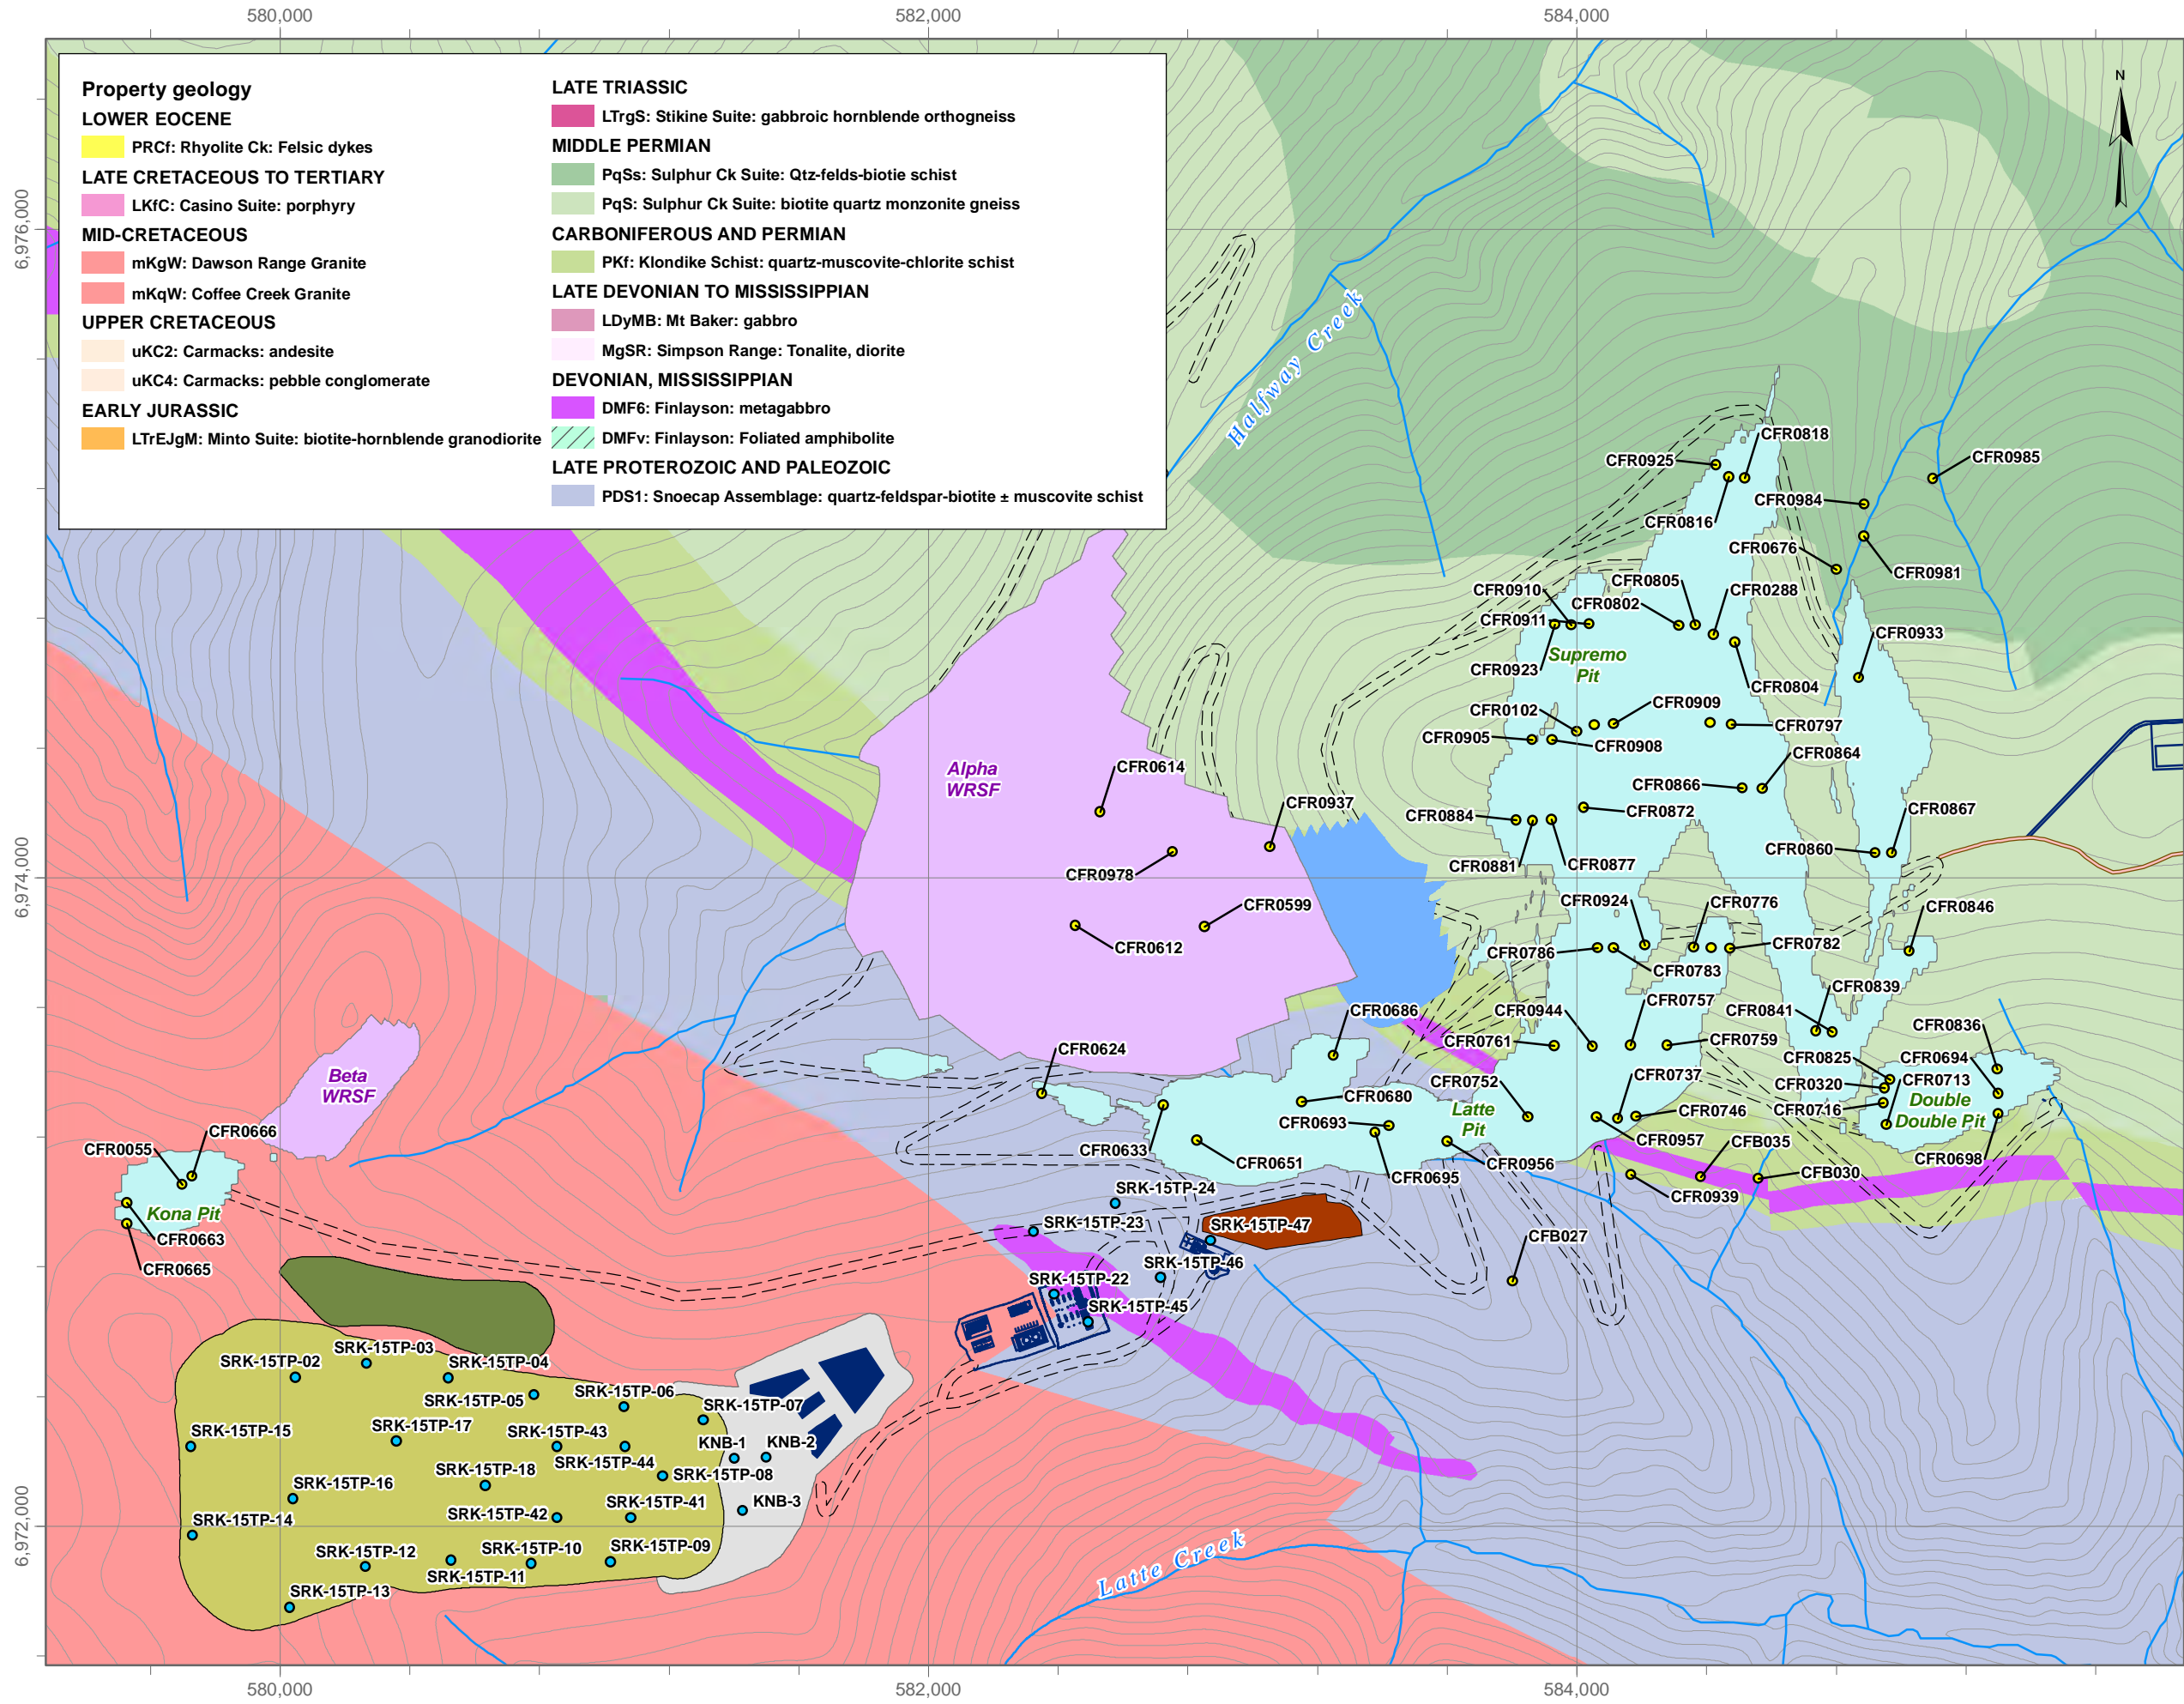 580,000
582,000
584,000
6,976,000
6,974,000
6,972,000
Property geology
LOWER EOCENE
PRCf: Rhyolite Ck: Felsic dykes
LATE CRETACEOUS TO TERTIARY
LKfC: Casino Suite: porphyry
MID-CRETACEOUS
mKgW: Dawson Range Granite
mKqW: Coffee Creek Granite
UPPER CRETACEOUS
uKC2: Carmacks: andesite
uKC4: Carmacks: pebble conglomerate
EARLY JURASSIC
LTrEJgM: Minto Suite: biotite-hornblende granodiorite
LATE TRIASSIC
LTrgS: Stikine Suite: gabbroic hornblende orthogneiss
MIDDLE PERMIAN
PqSs: Sulphur Ck Suite: Qtz-felds-biotie schist
PqS: Sulphur Ck Suite: biotite quartz monzonite gneiss
CARBONIFEROUS AND PERMIAN
PKf: Klondike Schist: quartz-muscovite-chlorite schist
LATE DEVONIAN TO MISSISSIPPIAN
LDyMB: Mt Baker: gabbro
MgSR: Simpson Range: Tonalite, diorite
DEVONIAN, MISSISSIPPIAN
DMF6: Finlayson: metagabbro
DMFv: Finlayson: Foliated amphibolite
LATE PROTEROZOIC AND PALEOZOIC
PDS1: Snoecap Assemblage: quartz-feldspar-biotite ± muscovite schist
N
Halfway Creek
CFR0818
CFR0925
CFR0985
CFR0984
CFR0816
CFR0676
CFR0981
CFR0805
CFR0910
CFR0288
CFR0802
CFR0911
CFR0933
Supremo
Pit
CFR0923
CFR0804
CFR0909
CFR0102
CFR0797
CFR0905
CFR0908
CFR0864
Alpha
WRSF
CFR0614
CFR0866
CFR0937
CFR0872
CFR0867
CFR0884
CFR0860
CFR0881
CFR0877
CFR0978
CFR0924
CFR0776
CFR0599
CFR0846
CFR0612
CFR0782
CFR0786
CFR0783
CFR0839
CFR0757
CFR0686
CFR0944
CFR0841
CFR0836
CFR0761
CFR0759
CFR0624
CFR0825
CFR0694
Beta
WRSF
CFR0752
CFR0737
CFR0320
CFR0713
CFR0680
Latte
Pit
CFR0746
CFR0716
Double
Double Pit
CFR0693
CFR0666
CFR0055
CFR0633
CFR0957
CFB035
CFR0651
CFR0956
CFR0698
CFR0695
CFB030
CFR0939
SRK-15TP-24
Kona Pit
SRK-15TP-23
SRK-15TP-47
CFR0663
CFB027
CFR0665
SRK-15TP-46
SRK-15TP-22
SRK-15TP-45
SRK-15TP-03
SRK-15TP-02
SRK-15TP-04
SRK-15TP-06
SRK-15TP-05
SRK-15TP-07
SRK-15TP-15
SRK-15TP-17
SRK-15TP-43
KNB-1
KNB-2
SRK-15TP-44
SRK-15TP-18
SRK-15TP-08
SRK-15TP-16
SRK-15TP-41
KNB-3
SRK-15TP-42
SRK-15TP-14
SRK-15TP-12
SRK-15TP-10
SRK-15TP-09
SRK-15TP-11
SRK-15TP-13
Latte Creek
580,000
582,000
584,000